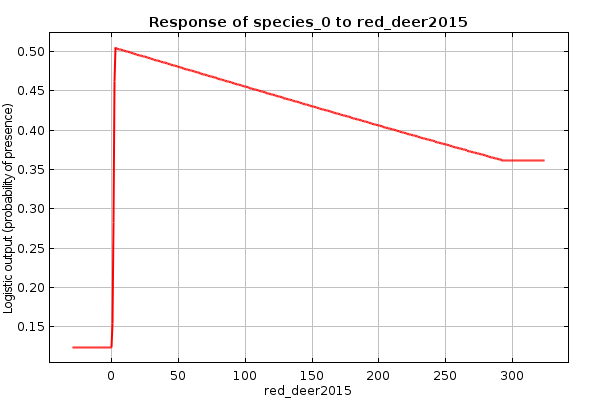 Response of species_0 to red_deer2015
Logistic output (probability of presence)
0.50
0.45
0.40
0.35
0.30
0.25
0.20
0.15
0 50 100 150 200 250 300
red_deer2015